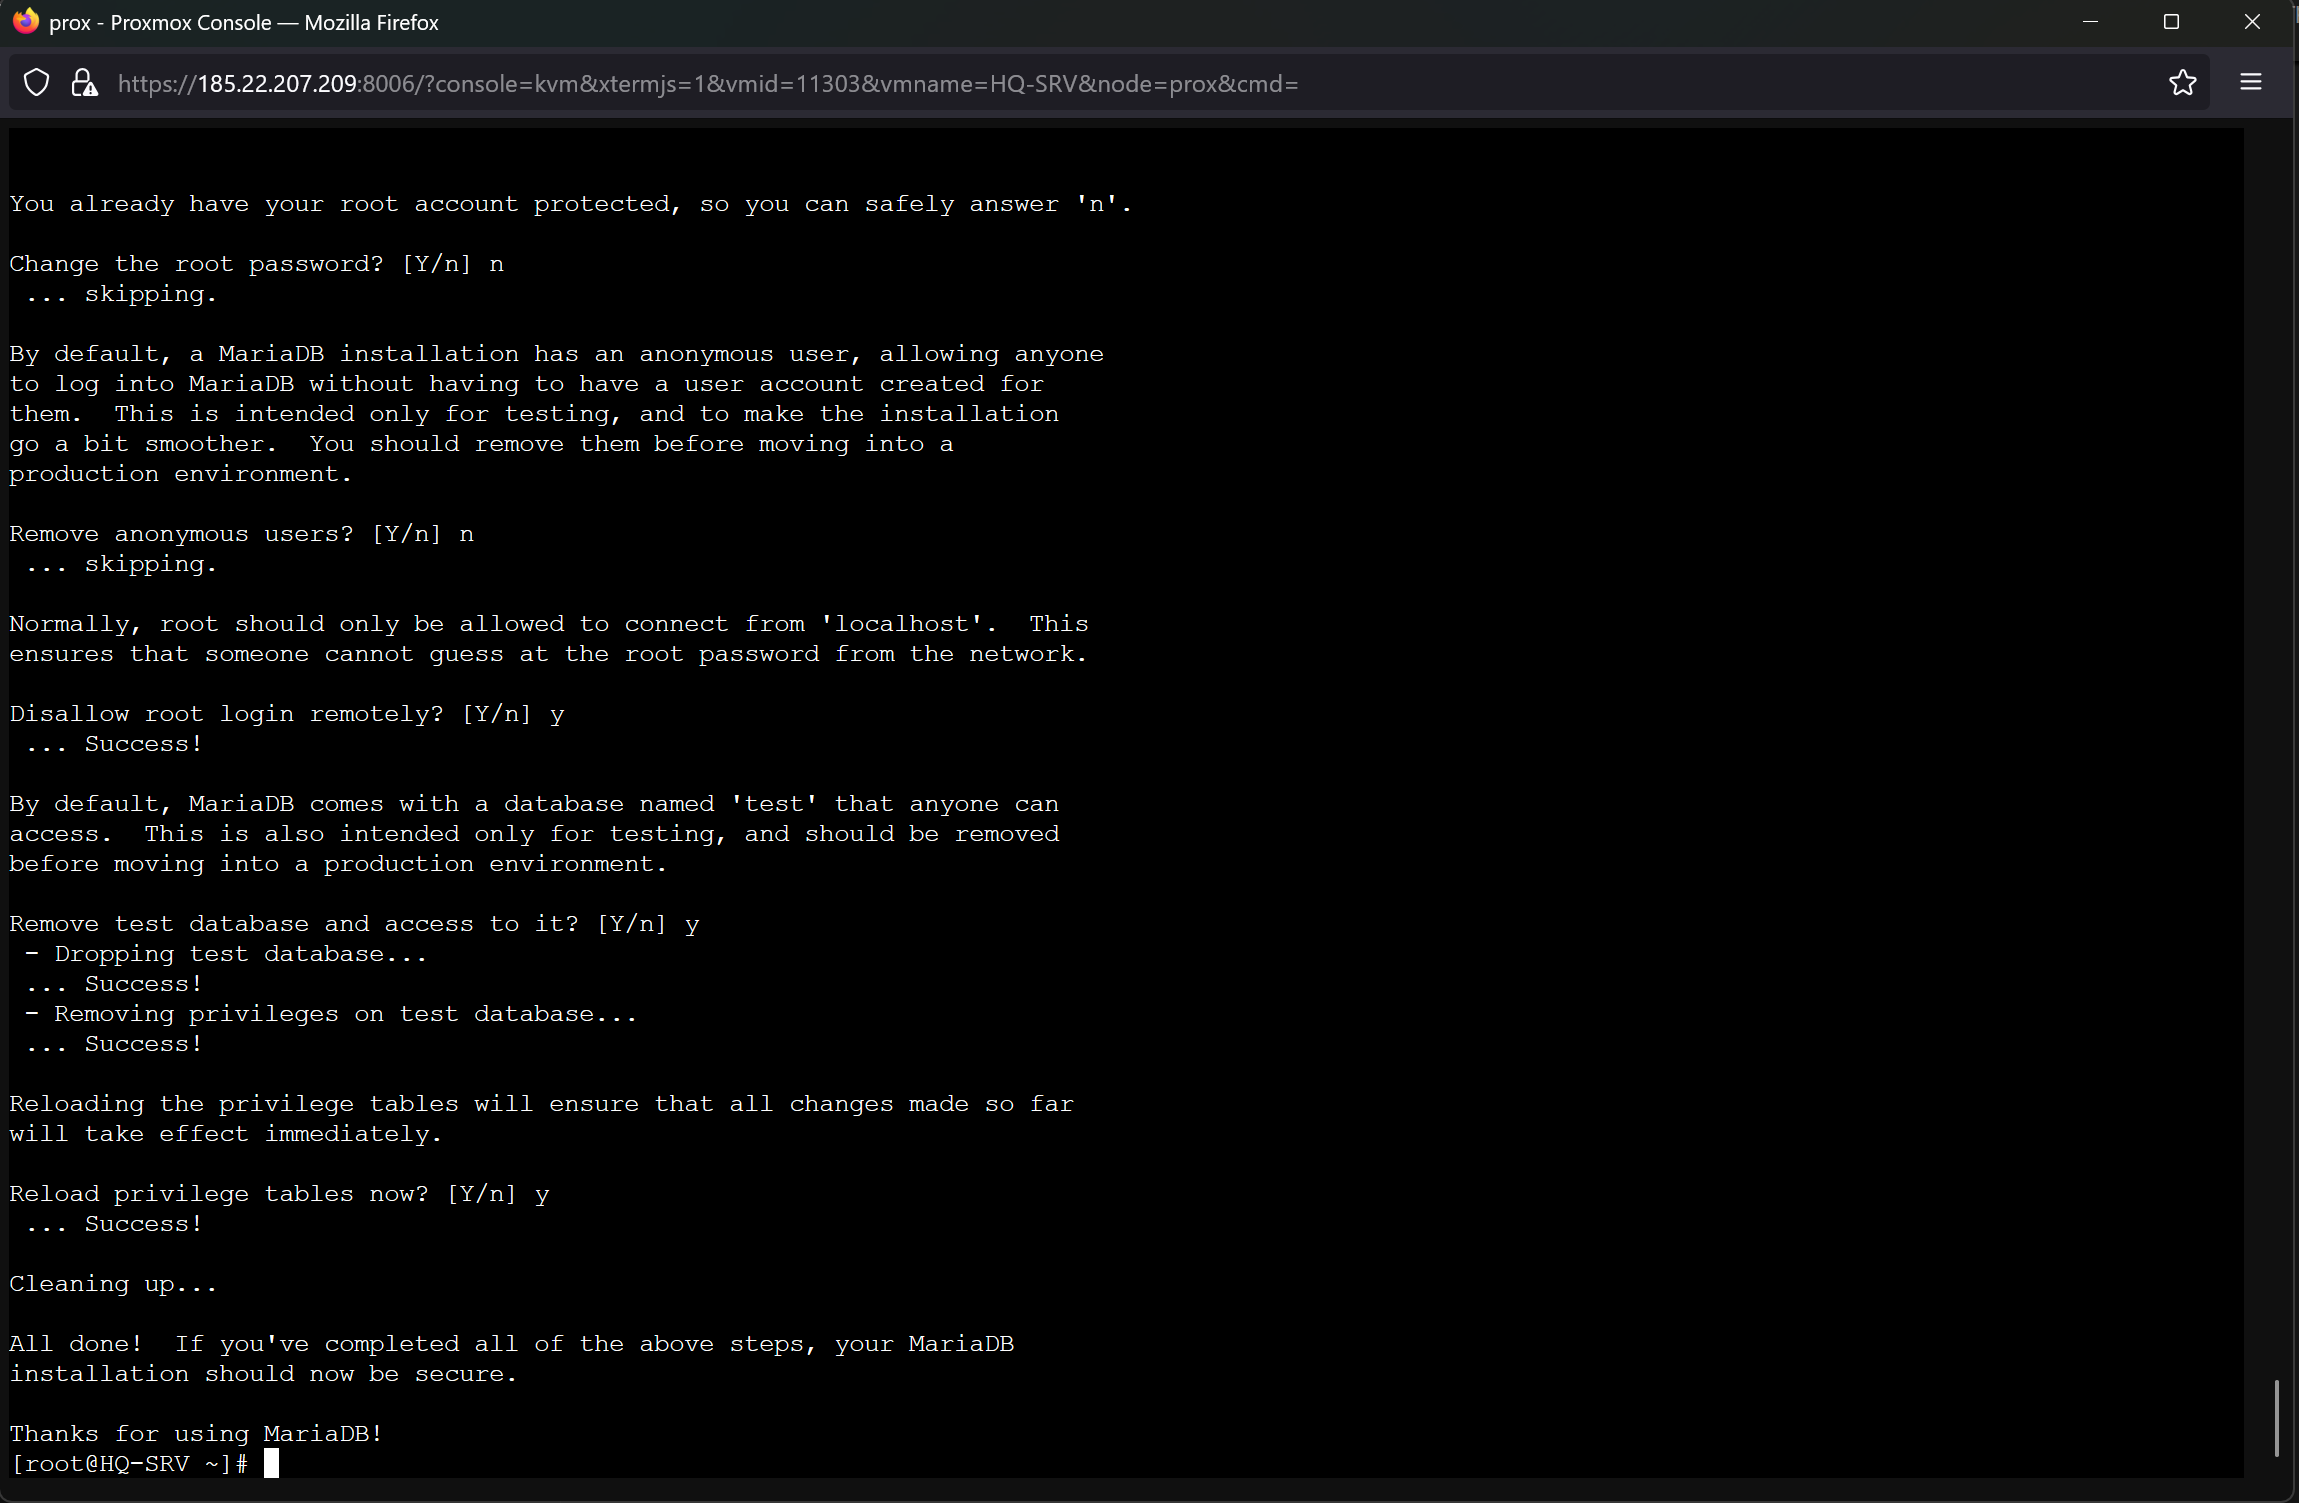 prox - Proxmox Console — Mozilla Firefox
https://185.22.207.209:8006/?console=kvm&xtermjs=1&vmid=11303&vmname=HQ-SRV&node=prox&cmd=
You already have your root account protected, so you can safely answer 'n'.
Change the root password? [Y/n] n
 ... skipping.
By default, a MariaDB installation has an anonymous user, allowing anyone
to log into MariaDB without having to have a user account created for
them.  This is intended only for testing, and to make the installation
go a bit smoother.  You should remove them before moving into a
production environment.
Remove anonymous users? [Y/n] n
 ... skipping.
Normally, root should only be allowed to connect from 'localhost'.  This
ensures that someone cannot guess at the root password from the network.
Disallow root login remotely? [Y/n] y
 ... Success!
By default, MariaDB comes with a database named 'test' that anyone can
access.  This is also intended only for testing, and should be removed
before moving into a production environment.
Remove test database and access to it? [Y/n] y
 - Dropping test database...
 ... Success!
 - Removing privileges on test database...
 ... Success!
Reloading the privilege tables will ensure that all changes made so far
will take effect immediately.
Reload privilege tables now? [Y/n] y
 ... Success!
Cleaning up...
All done!  If you've completed all of the above steps, your MariaDB
installation should now be secure.
Thanks for using MariaDB!
[root@HQ-SRV ~]#